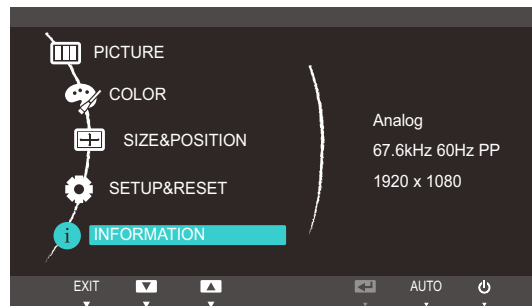 PICTURE
COLOR
SIZE&POSITION
SETUP&RESET
i INFORMATION
Analog
67.6kHz 60Hz PP
1920 x 1080
EXIT AUTO